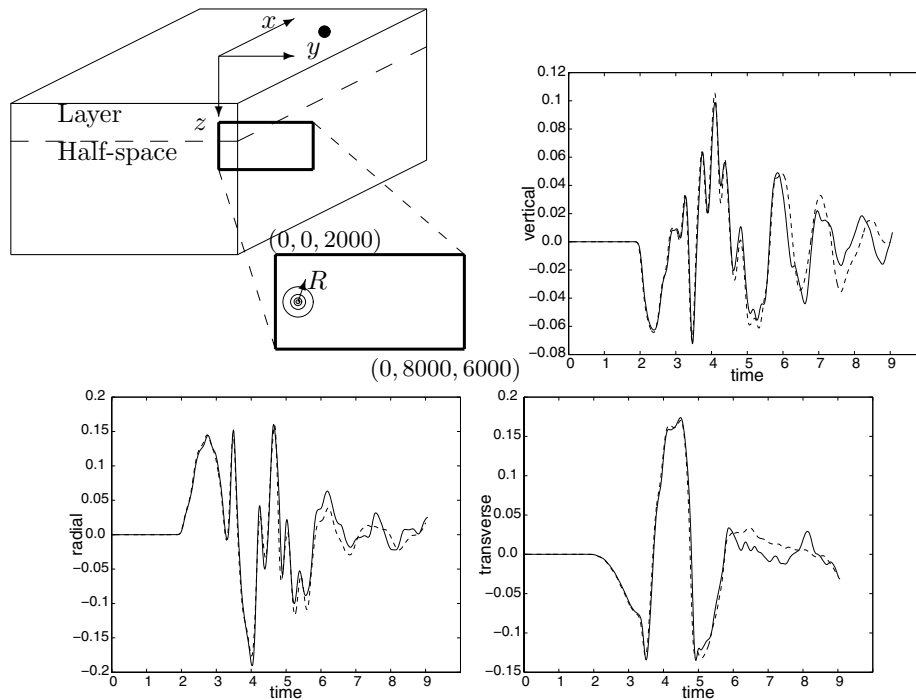 x
y
z
Layer
Half-space
(0, 0, 2000)
R
(0, 8000, 6000)
0.12
0.1
0.08
0.06
0.04
0.02
0.0
−0.02
−0.04
−0.06
−0.08
vertical
0 1 2 3 4 5 6 7 8 9 10
time
0.2
0.15
0.1
0.05
0.0
−0.05
−0.1
−0.15
−0.2
radial
0 1 2 3 4 5 6 7 8 9 10
time
0.2
0.15
0.10
0.05
0.0
−0.05
−0.10
−0.15
transverse
0 1 2 3 4 5 6 7 8 9 10
time